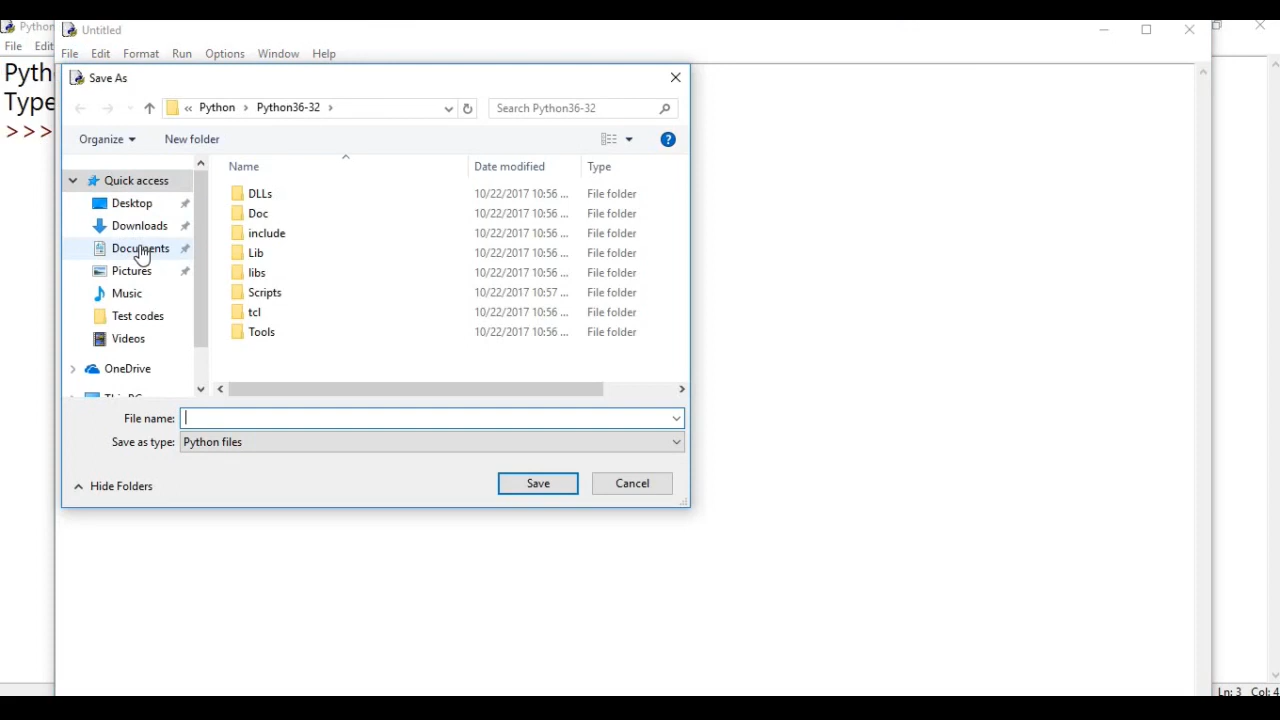 Python
Untitled
File Edit
File Edit Format Run Options Window Help
Pyth
Type
>>>
Save As
« Python › Python36-32 ›
Search Python36-32
Organize New folder
Quick access
Desktop
Downloads
Documents
Pictures
Music
Test codes
Videos
OneDrive
Name Date modified Type
DLLs 10/22/2017 10:56 ... File folder
Doc 10/22/2017 10:56 ... File folder
include 10/22/2017 10:56 ... File folder
Lib 10/22/2017 10:56 ... File folder
libs 10/22/2017 10:56 ... File folder
Scripts 10/22/2017 10:57 ... File folder
tcl 10/22/2017 10:56 ... File folder
Tools 10/22/2017 10:56 ... File folder
File name:
Save as type: Python files
Hide Folders Save Cancel
Ln: 3 Col: 4